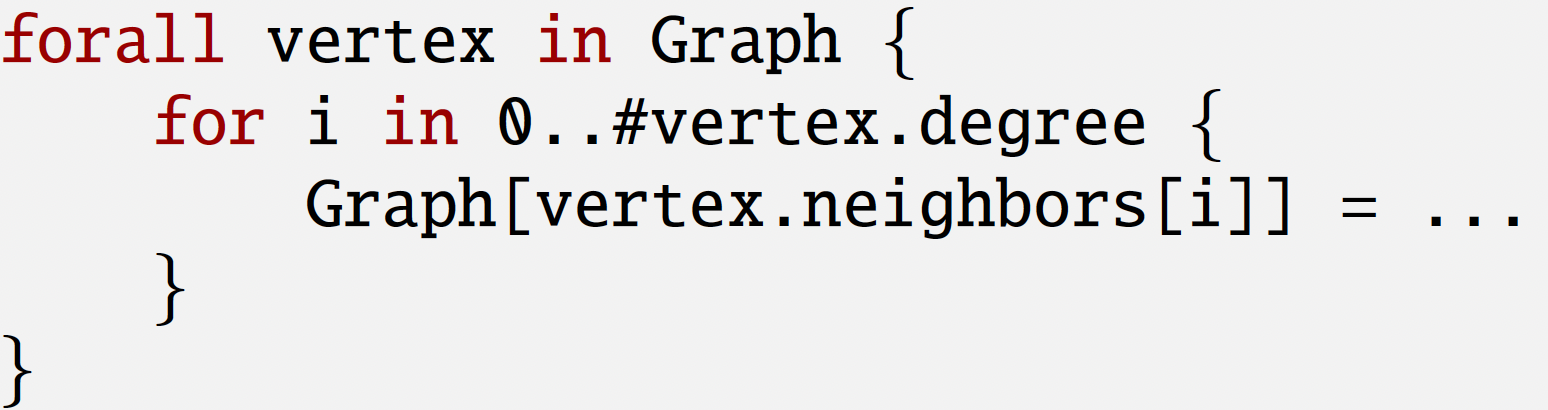 forall vertex in Graph {
    for i in 0..#vertex.degree {
        Graph[vertex.neighbors[i]] = ...
    }
}